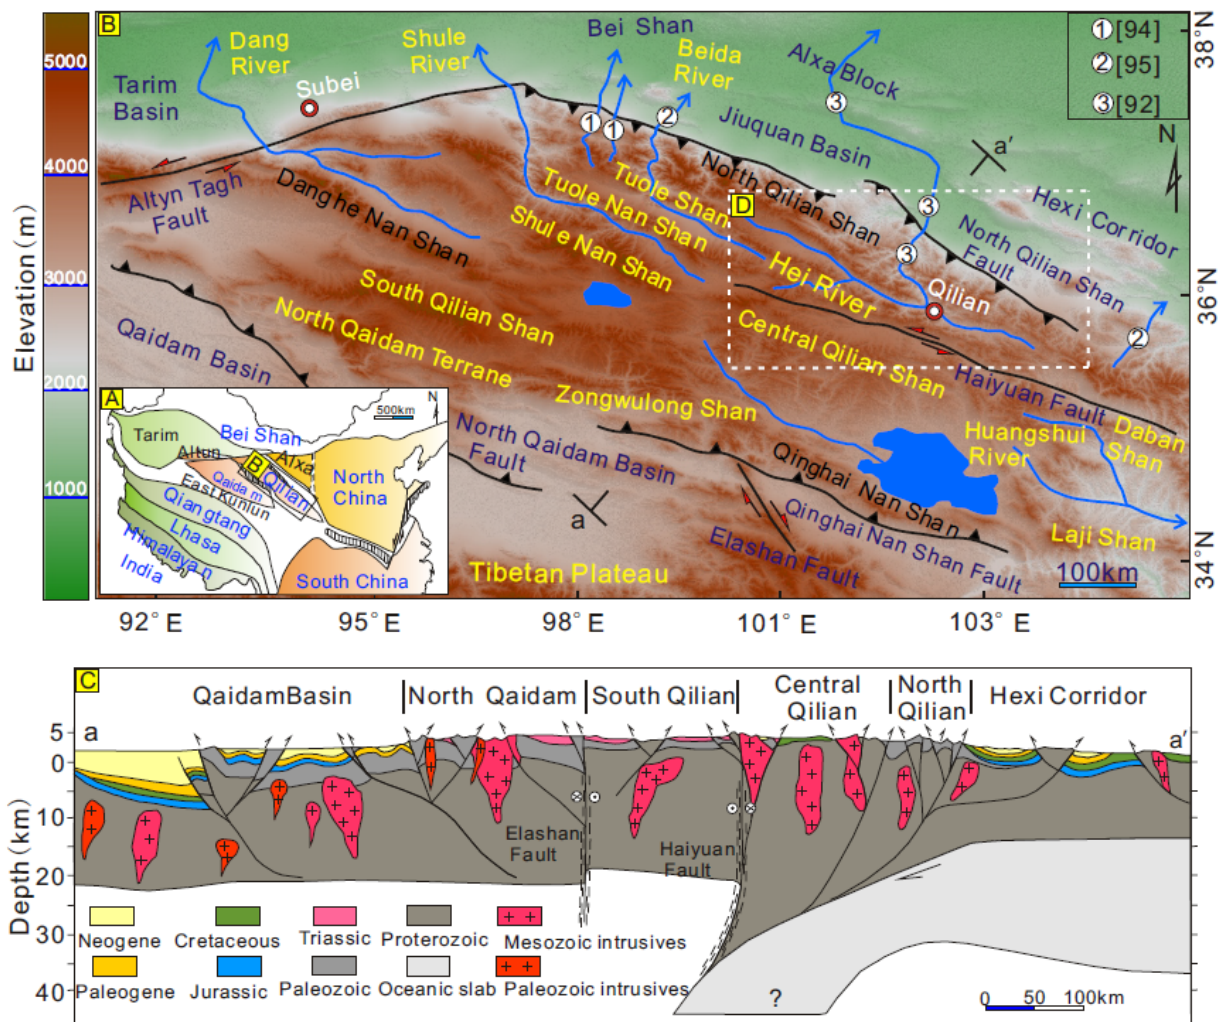 B
Dang
River
Shule
River
Bei Shan
Beida
River
Alxa Block
1 [94]
2 [95]
3 [92]
38°N
5000
Tarim
Basin
Subei
Jiuquan Basin
N
a'
4000
Altyn Tagh
Fault
Danghe Nan Shan
1
1
2
3
3
3
2
Tuole Shan
Tuole Nan Shan
Shule Nan Shan
North Qilian Shan
D
Hexi Corridor
North Qilian Shan
Fault
Hei River
Qilian
36°N
Elevation(m)
3000
South Qilian Shan
North Qaidam Terrane
Central Qilian Shan
Qaidam Basin
2000
Zongwulong Shan
Haiyuan Fault
Daban
Shan
North Qaidam Basin
Fault
Huangshui
River
Qinghai Nan Shan
Qinghai Nan Shan Fault
1000
a
Elashan Fault
Laji Shan
Tibetan Plateau
100km
34°N
A
N
500km
Tarim
Bei Shan
Altun
Alxa
B
Qaidam
Qilian
North
China
East Kunlun
Qiangtang
Lhasa
Himalayan
India
South China
92°E
95°E
98°E
101°E
103°E
C
QaidamBasin
North Qaidam
South Qilian
Central
Qilian
North
Qilian
Hexi Corridor
a
a'
5
0
10
20
30
40
Depth(km)
Elashan
Fault
Haiyuan
Fault
Neogene
Cretaceous
Triassic
Proterozoic
Mesozoic intrusives
Paleogene
Jurassic
Paleozoic
Oceanic slab
Paleozoic intrusives
?
0 50 100km